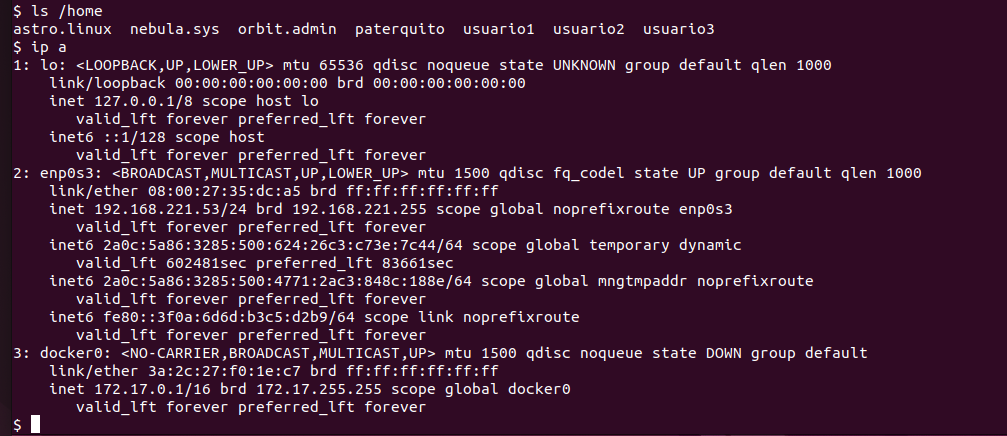 $ ls /home
astro.linux  nebula.sys  orbit.admin  paterquito  usuario1  usuario2  usuario3
$ ip a
1: lo: <LOOPBACK,UP,LOWER_UP> mtu 65536 qdisc noqueue state UNKNOWN group default qlen 1000
    link/loopback 00:00:00:00:00:00 brd 00:00:00:00:00:00
    inet 127.0.0.1/8 scope host lo
       valid_lft forever preferred_lft forever
    inet6 ::1/128 scope host
       valid_lft forever preferred_lft forever
2: enp0s3: <BROADCAST,MULTICAST,UP,LOWER_UP> mtu 1500 qdisc fq_codel state UP group default qlen 1000
    link/ether 08:00:27:35:dc:a5 brd ff:ff:ff:ff:ff:ff
    inet 192.168.221.53/24 brd 192.168.221.255 scope global noprefixroute enp0s3
       valid_lft forever preferred_lft forever
    inet6 2a0c:5a86:3285:500:624:26c3:c73e:7c44/64 scope global temporary dynamic
       valid_lft 602481sec preferred_lft 83661sec
    inet6 2a0c:5a86:3285:500:4771:2ac3:848c:188e/64 scope global mngtmpaddr noprefixroute
       valid_lft forever preferred_lft forever
    inet6 fe80::3f0a:6d6d:b3c5:d2b9/64 scope link noprefixroute
       valid_lft forever preferred_lft forever
3: docker0: <NO-CARRIER,BROADCAST,MULTICAST,UP> mtu 1500 qdisc noqueue state DOWN group default
    link/ether 3a:2c:27:f0:1e:c7 brd ff:ff:ff:ff:ff:ff
    inet 172.17.0.1/16 brd 172.17.255.255 scope global docker0
       valid_lft forever preferred_lft forever
$